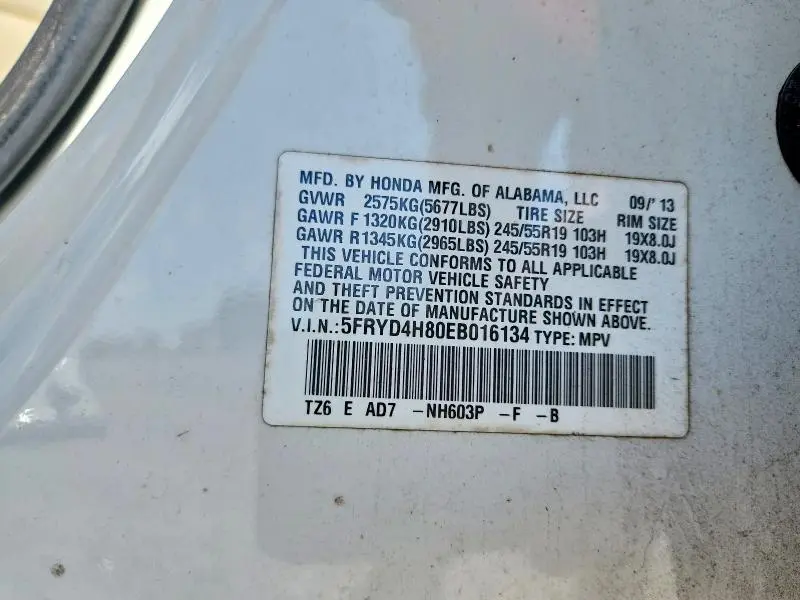 MFD. BY HONDA MFG. OF ALABAMA, LLC 09/'13
GVWR 2575KG(5677LBS) TIRE SIZE RIM SIZE
GAWR F 1320KG(2910LBS) 245/55R19 103H 19X8.0J
GAWR R 1345KG(2965LBS) 245/55R19 103H 19X8.0J
THIS VEHICLE CONFORMS TO ALL APPLICABLE
FEDERAL MOTOR VEHICLE SAFETY
AND THEFT PREVENTION STANDARDS IN EFFECT
ON THE DATE OF MANUFACTURE SHOWN ABOVE.
V.I.N.:5FRYD4H80EB016134 TYPE: MPV
TZ6 E AD7 -NH603P -F -B